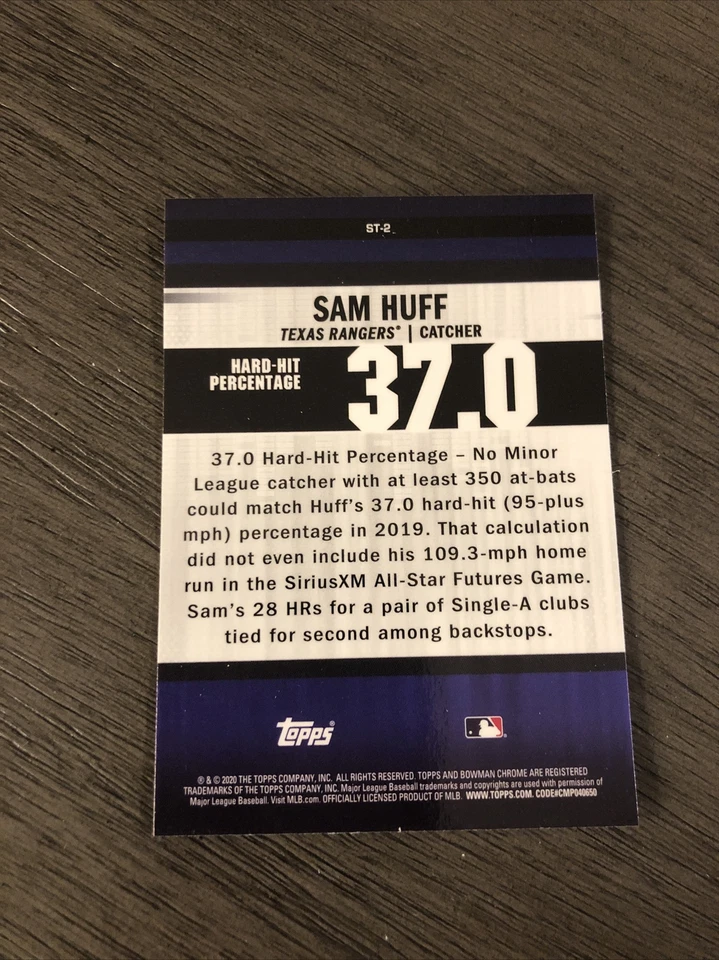 ST-2
SAM HUFF
TEXAS RANGERS® | CATCHER
HARD-HIT
PERCENTAGE
37.0
37.0 Hard-Hit Percentage – No Minor
League catcher with at least 350 at-bats
could match Huff's 37.0 hard-hit (95-plus
mph) percentage in 2019. That calculation
did not even include his 109.3-mph home
run in the SiriusXM All-Star Futures Game.
Sam's 28 HRs for a pair of Single-A clubs
tied for second among backstops.
topps®
® & © 2020 THE TOPPS COMPANY, INC. ALL RIGHTS RESERVED. TOPPS AND BOWMAN CHROME ARE REGISTERED
TRADEMARKS OF THE TOPPS COMPANY, INC. Major League Baseball trademarks and copyrights are used with permission of
Major League Baseball. Visit MLB.com. OFFICIALLY LICENSED PRODUCT OF MLB. WWW.TOPPS.COM. CODE#CMP040650